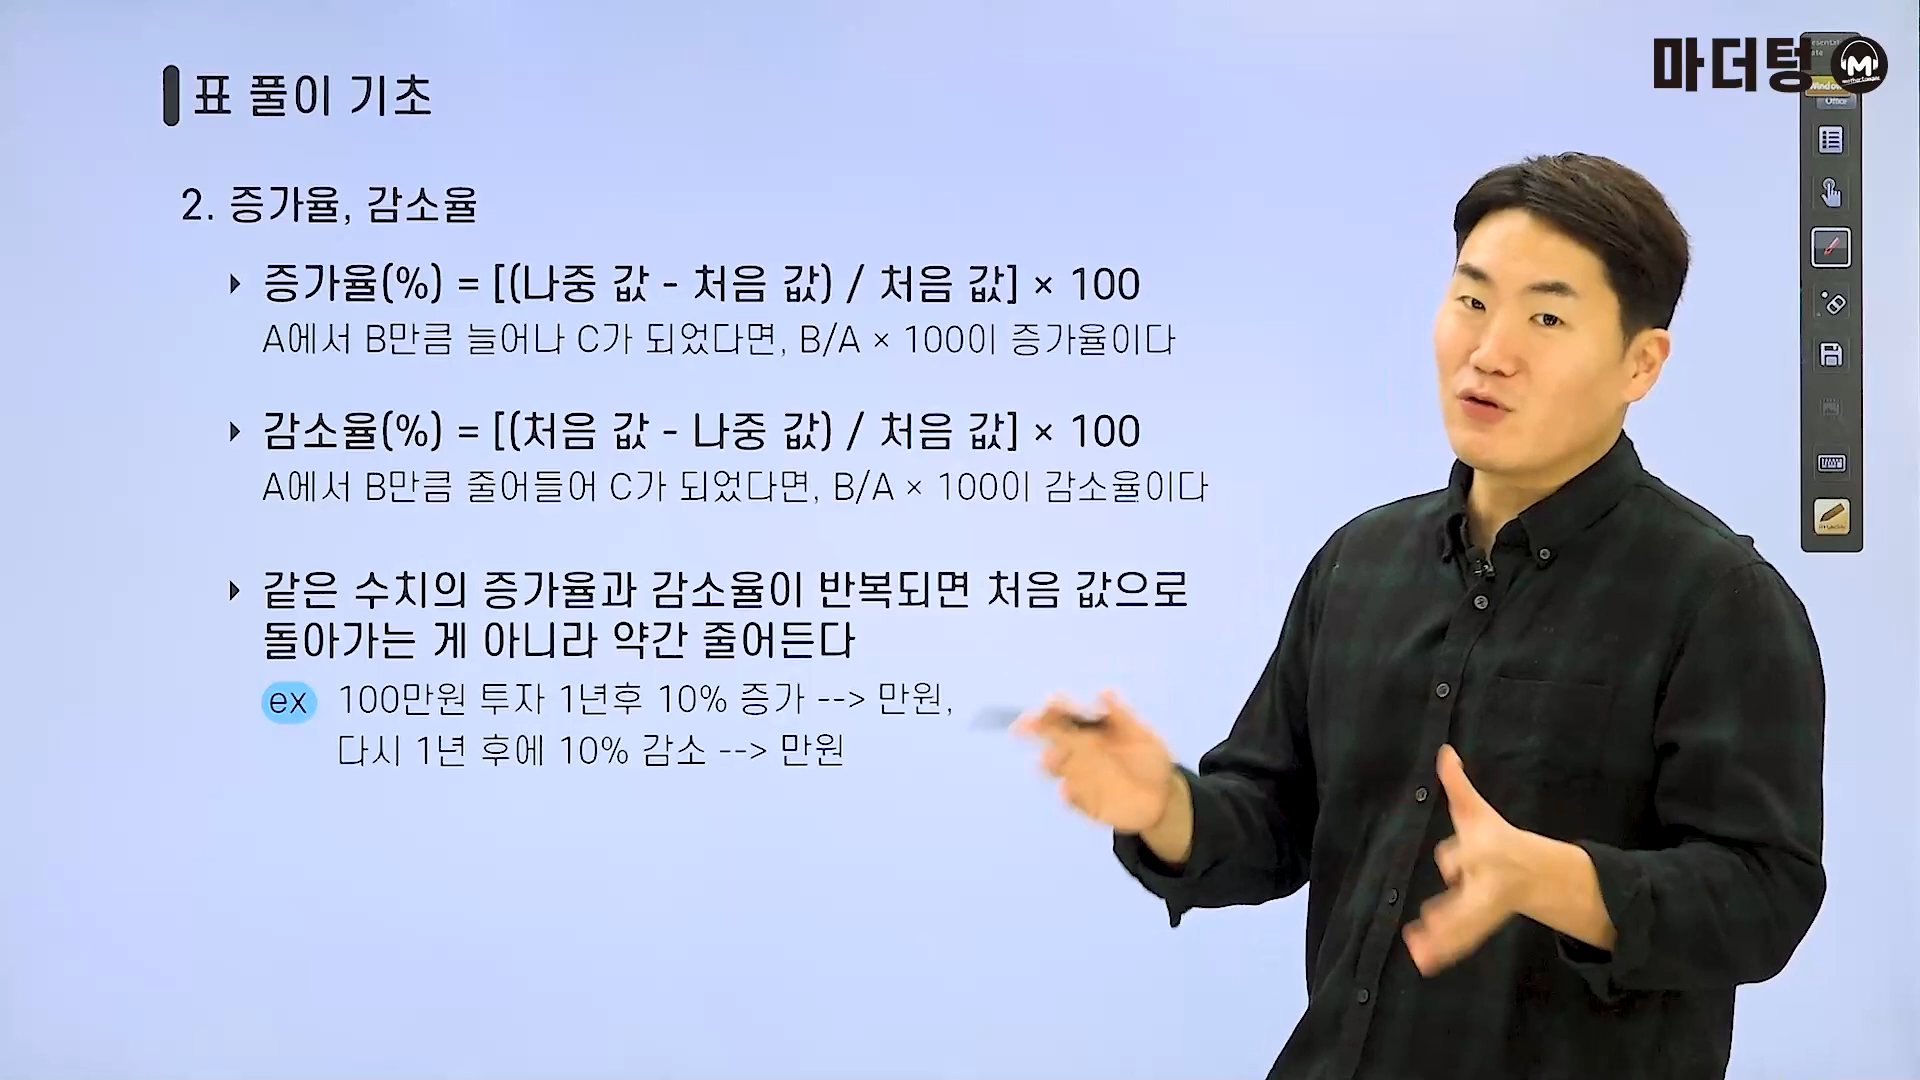 마더텅
표 풀이 기초
2. 증가율, 감소율
증가율(%) = [(나중 값 - 처음 값) / 처음 값] × 100
A에서 B만큼 늘어나 C가 되었다면, B/A × 100이 증가율이다
감소율(%) = [(처음 값 - 나중 값) / 처음 값] × 100
A에서 B만큼 줄어들어 C가 되었다면, B/A × 100이 감소율이다
같은 수치의 증가율과 감소율이 반복되면 처음 값으로
돌아가는 게 아니라 약간 줄어든다
ex 100만원 투자 1년후 10% 증가 --> 만원,
다시 1년 후에 10% 감소 --> 만원
Office